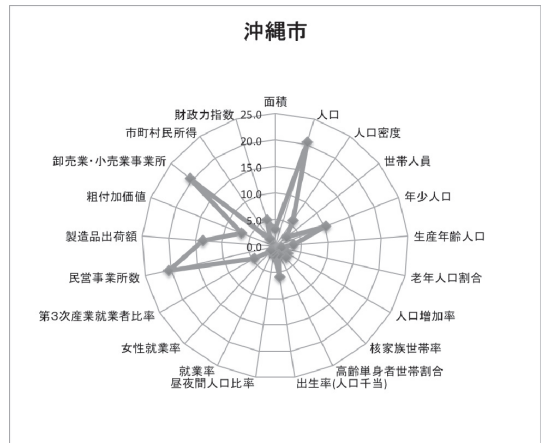 沖縄市
面積
人口
人口密度
世帯人員
年少人口
生産年齢人口
老年人口割合
人口増加率
核家族世帯率
高齢単身者世帯割合
出生率(人口千当)
昼夜間人口比率
就業率
女性就業率
第3次産業就業者比率
民営事業所数
製造品出荷額
粗付加価値
卸売業・小売業事業所
市町村民所得
財政力指数
25.0
20.0
15.0
10.0
5.0
0.0